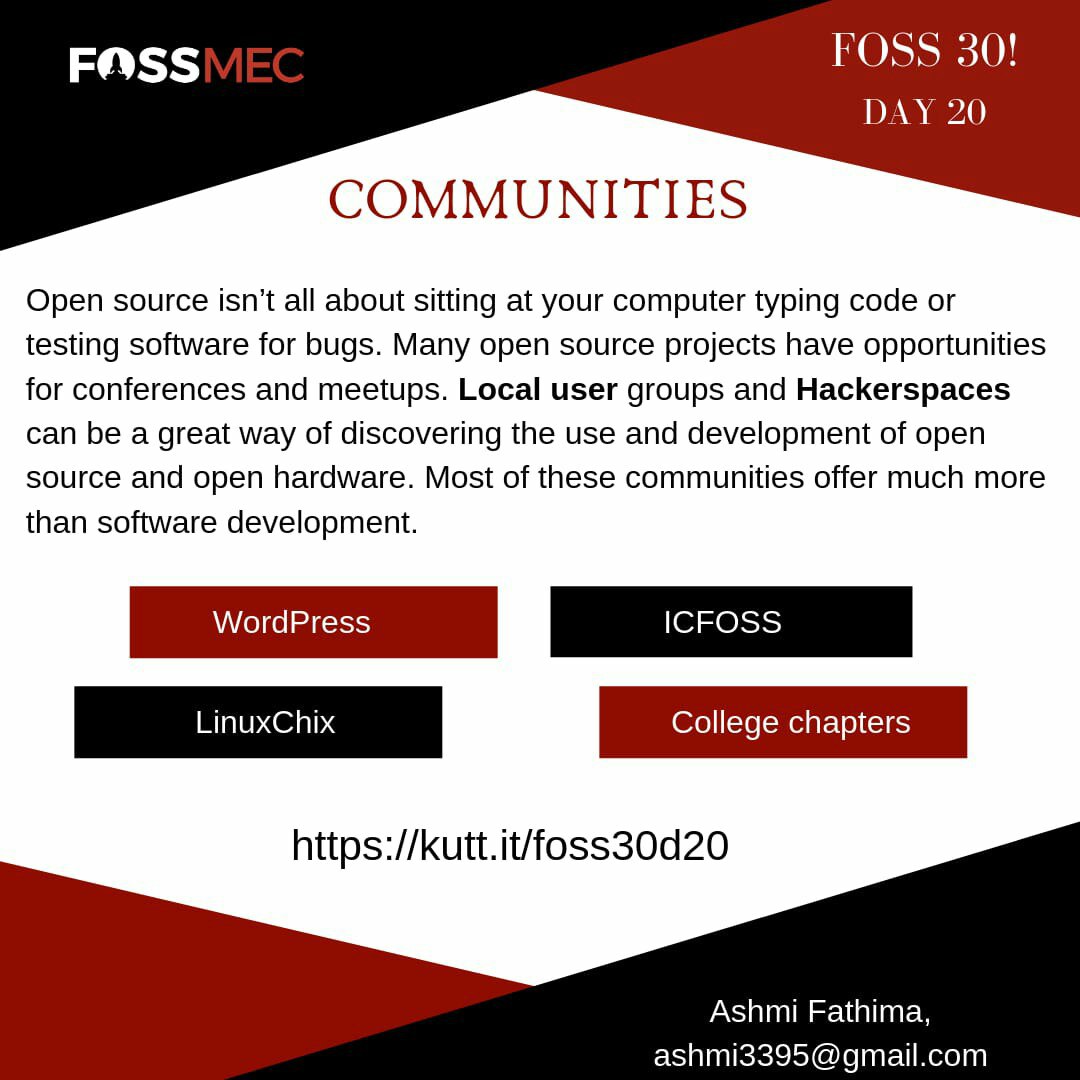 FOSSMEC
FOSS 30!
DAY 20
COMMUNITIES
Open source isn’t all about sitting at your computer typing code or
testing software for bugs. Many open source projects have opportunities
for conferences and meetups. Local user groups and Hackerspaces
can be a great way of discovering the use and development of open
source and open hardware. Most of these communities offer much more
than software development.
WordPress
ICFOSS
LinuxChix
College chapters
https://kutt.it/foss30d20
Ashmi Fathima,
ashmi3395@gmail.com